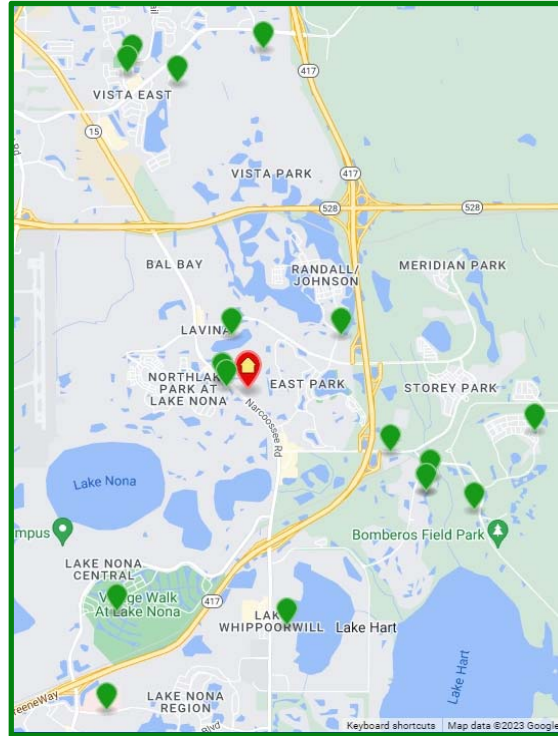 417
VISTA EAST
15
VISTA PARK
417
528
528
BAL BAY
RANDALL/
JOHNSON
MERIDIAN PARK
LAVINA
NORTHLAKE
PARK AT
LAKE NONA
EAST PARK
STOREY PARK
Narcoossee Rd
Lake Nona
mpus
Bomberos Field Park
LAKE NONA
CENTRAL
Village Walk
At Lake Nona
417
LAKE
WHIPPOORWILL
Lake Hart
Lake Hart
LAKE NONA
REGION
GreeneWay
Blvd
Keyboard shortcuts
Map data ©2023 Google